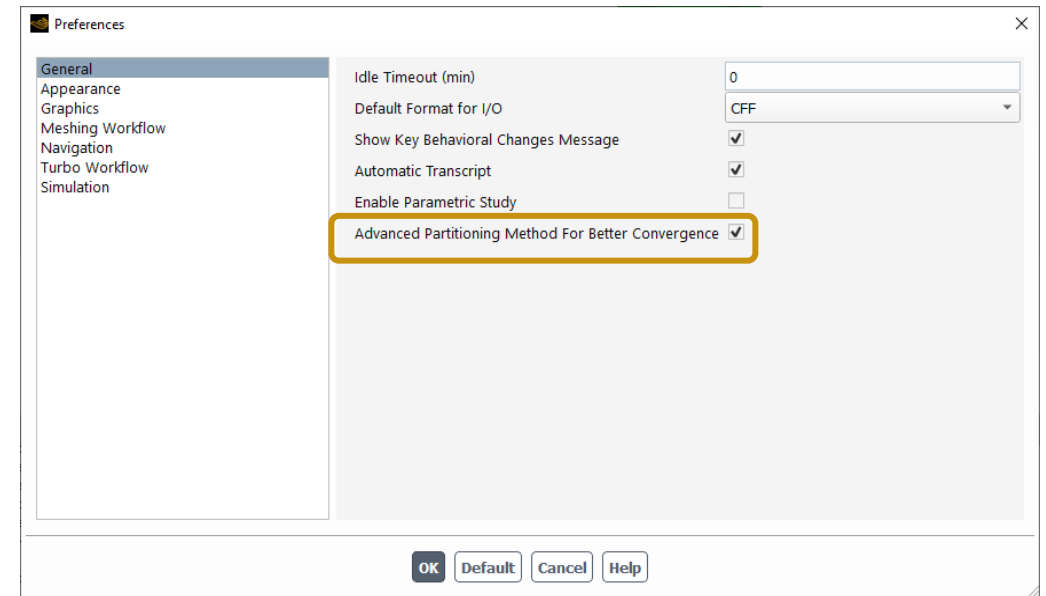 Preferences
General
Appearance
Graphics
Meshing Workflow
Navigation
Turbo Workflow
Simulation
Idle Timeout (min) 0
Default Format for I/O CFF
Show Key Behavioral Changes Message
Automatic Transcript
Enable Parametric Study
Advanced Partitioning Method For Better Convergence
OK Default Cancel Help